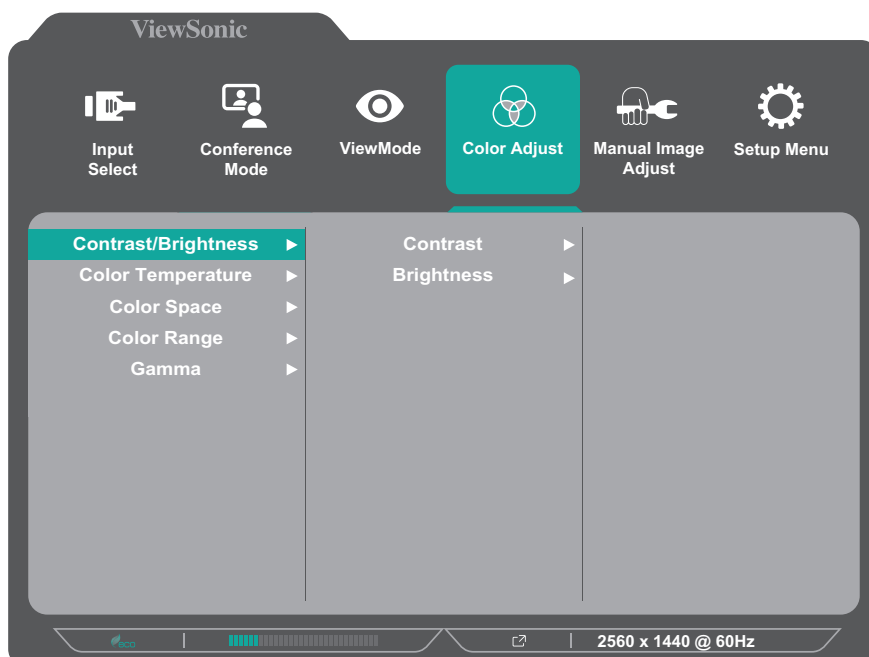 ViewSonic
Input Select
Conference Mode
ViewMode
Color Adjust
Manual Image Adjust
Setup Menu
Contrast/Brightness
Contrast
Color Temperature
Brightness
Color Space
Color Range
Gamma
eco
2560 x 1440 @ 60Hz